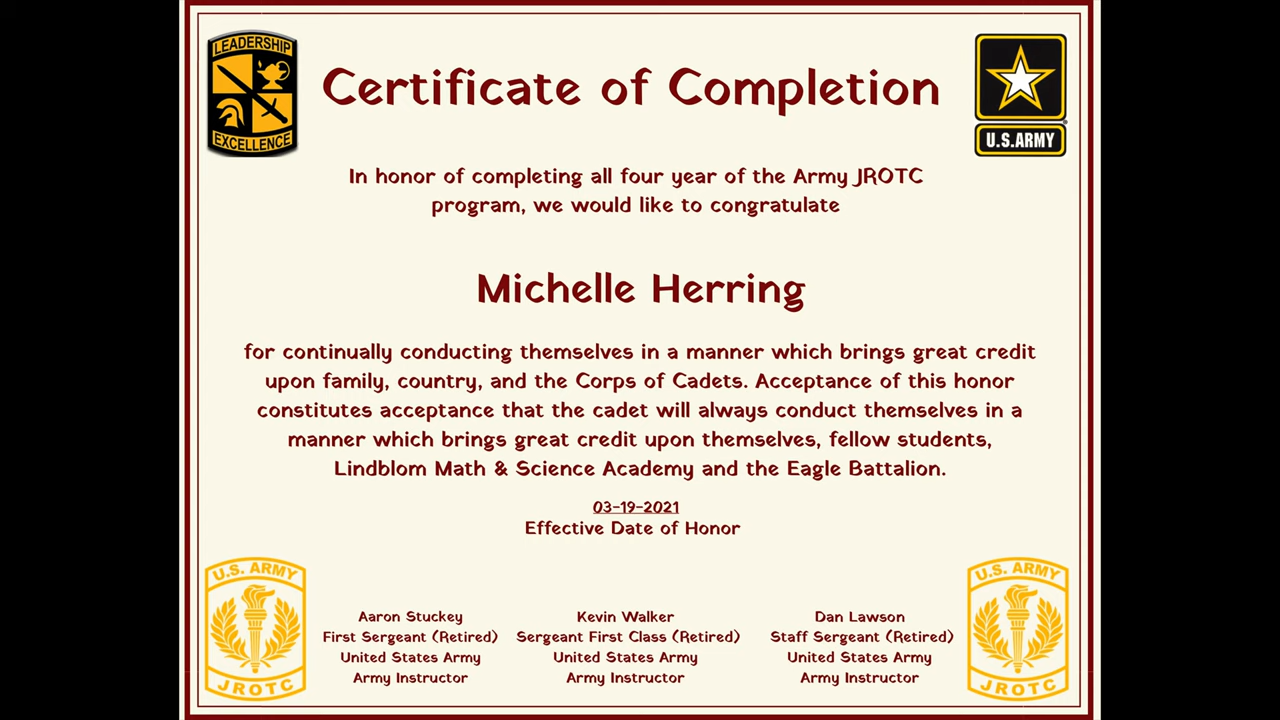 LEADERSHIP
EXCELLENCE
Certificate of Completion
U.S.ARMY
In honor of completing all four year of the Army JROTC
program, we would like to congratulate
Michelle Herring
for continually conducting themselves in a manner which brings great credit
upon family, country, and the Corps of Cadets. Acceptance of this honor
constitutes acceptance that the cadet will always conduct themselves in a
manner which brings great credit upon themselves, fellow students,
Lindblom Math & Science Academy and the Eagle Battalion.
03-19-2021
Effective Date of Honor
U.S. ARMY
JROTC
Aaron Stuckey
First Sergeant (Retired)
United States Army
Army Instructor
Kevin Walker
Sergeant First Class (Retired)
United States Army
Army Instructor
Dan Lawson
Staff Sergeant (Retired)
United States Army
Army Instructor
U.S. ARMY
JROTC